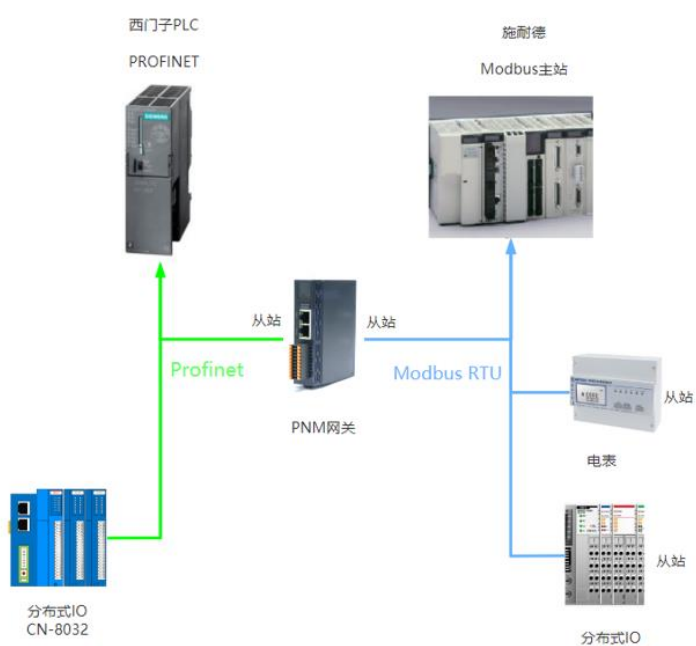 西门子PLC
PROFINET
施耐德
Modbus主站
SIEMENS
从站
从站
Profinet
Modbus RTU
从站
PNM网关
电表
从站
分布式IO
CN-8032
分布式IO